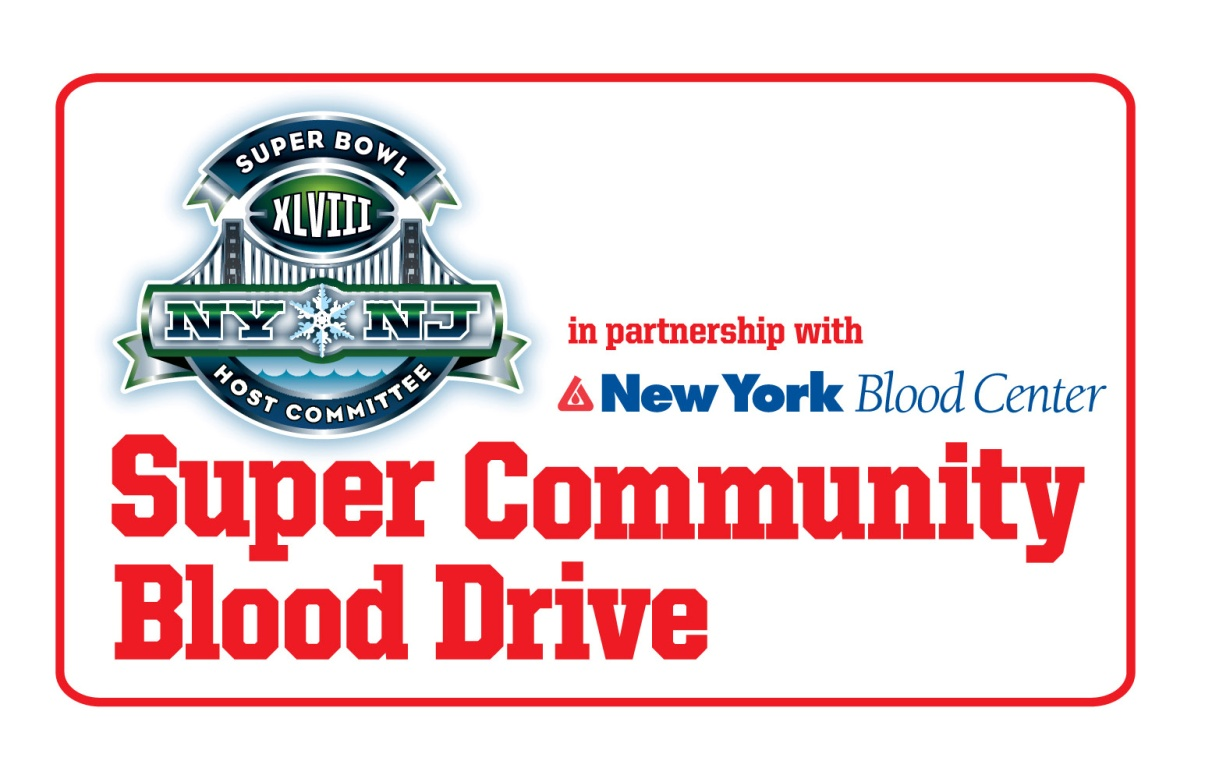 SUPER BOWL
XLVIII
NY NJ
HOST COMMITTEE
in partnership with
New York Blood Center
Super Community
Blood Drive